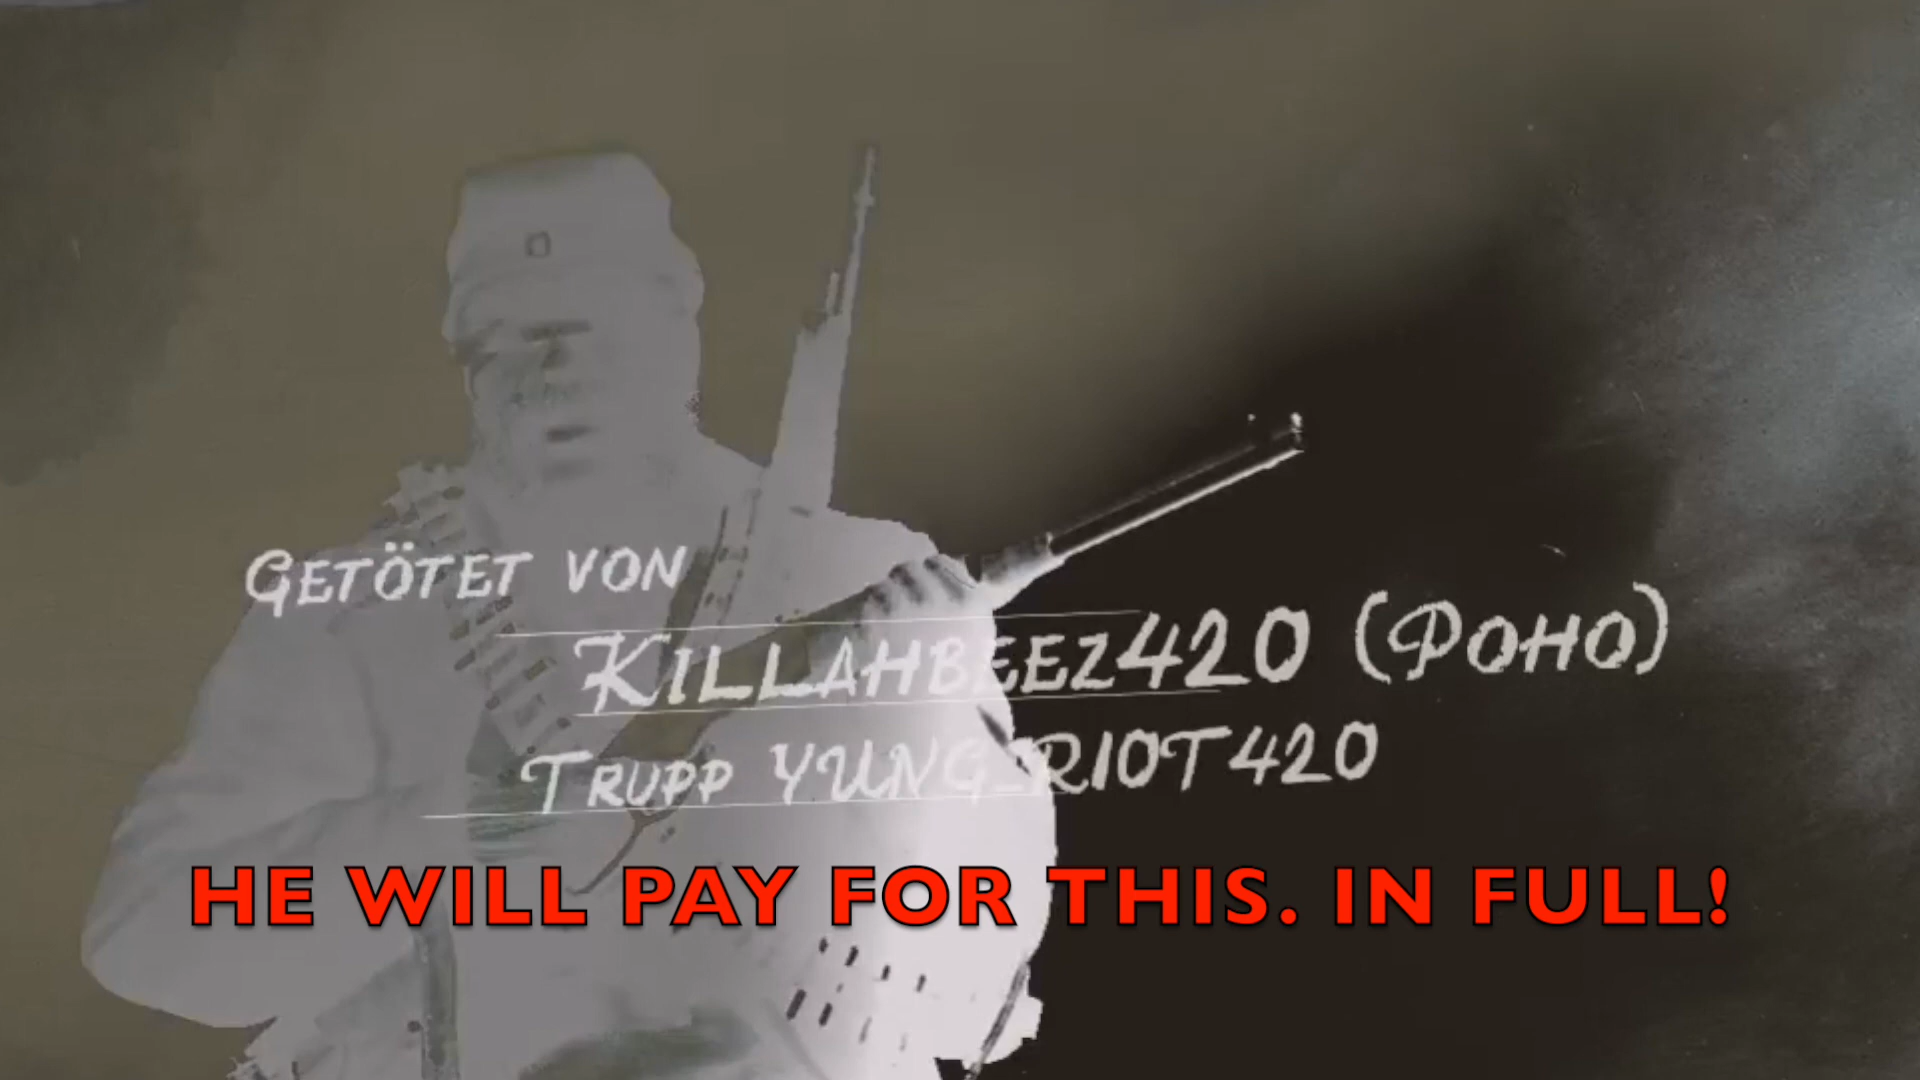 GETÖTET VON
KILLAHBEEZ420 (POHO)
TRUPP YUNG_RIOT420
HE WILL PAY FOR THIS. IN FULL!